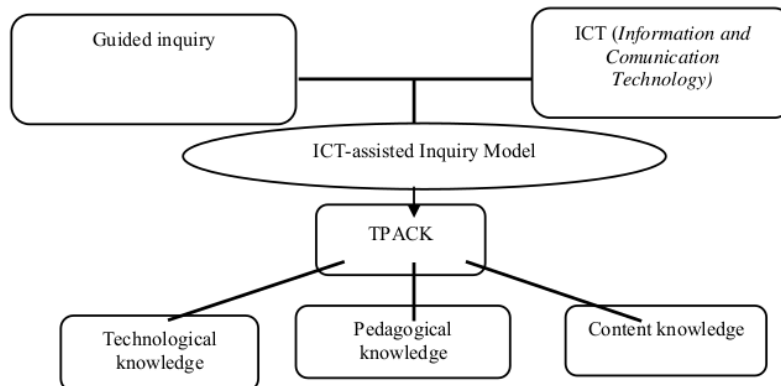 Guided inquiry
ICT (Information and
Comunication
Technology)
ICT-assisted Inquiry Model
TPACK
Technological
knowledge
Pedagogical
knowledge
Content knowledge